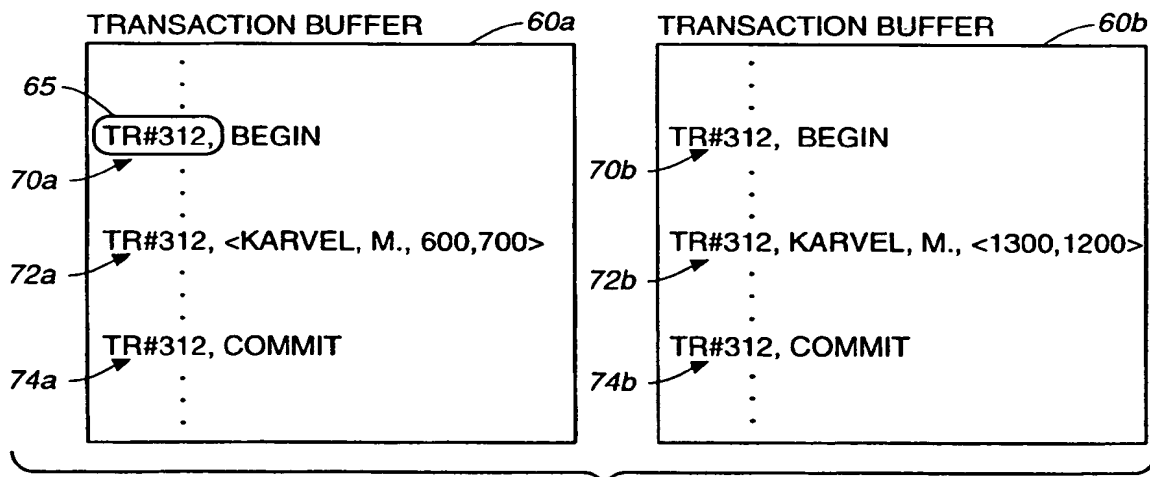 TRANSACTION BUFFER 60a
65
TR#312, BEGIN
70a
TR#312, <KARVEL, M., 600,700>
72a
TR#312, COMMIT
74a
TRANSACTION BUFFER 60b
TR#312, BEGIN
70b
TR#312, KARVEL, M., <1300,1200>
72b
TR#312, COMMIT
74b